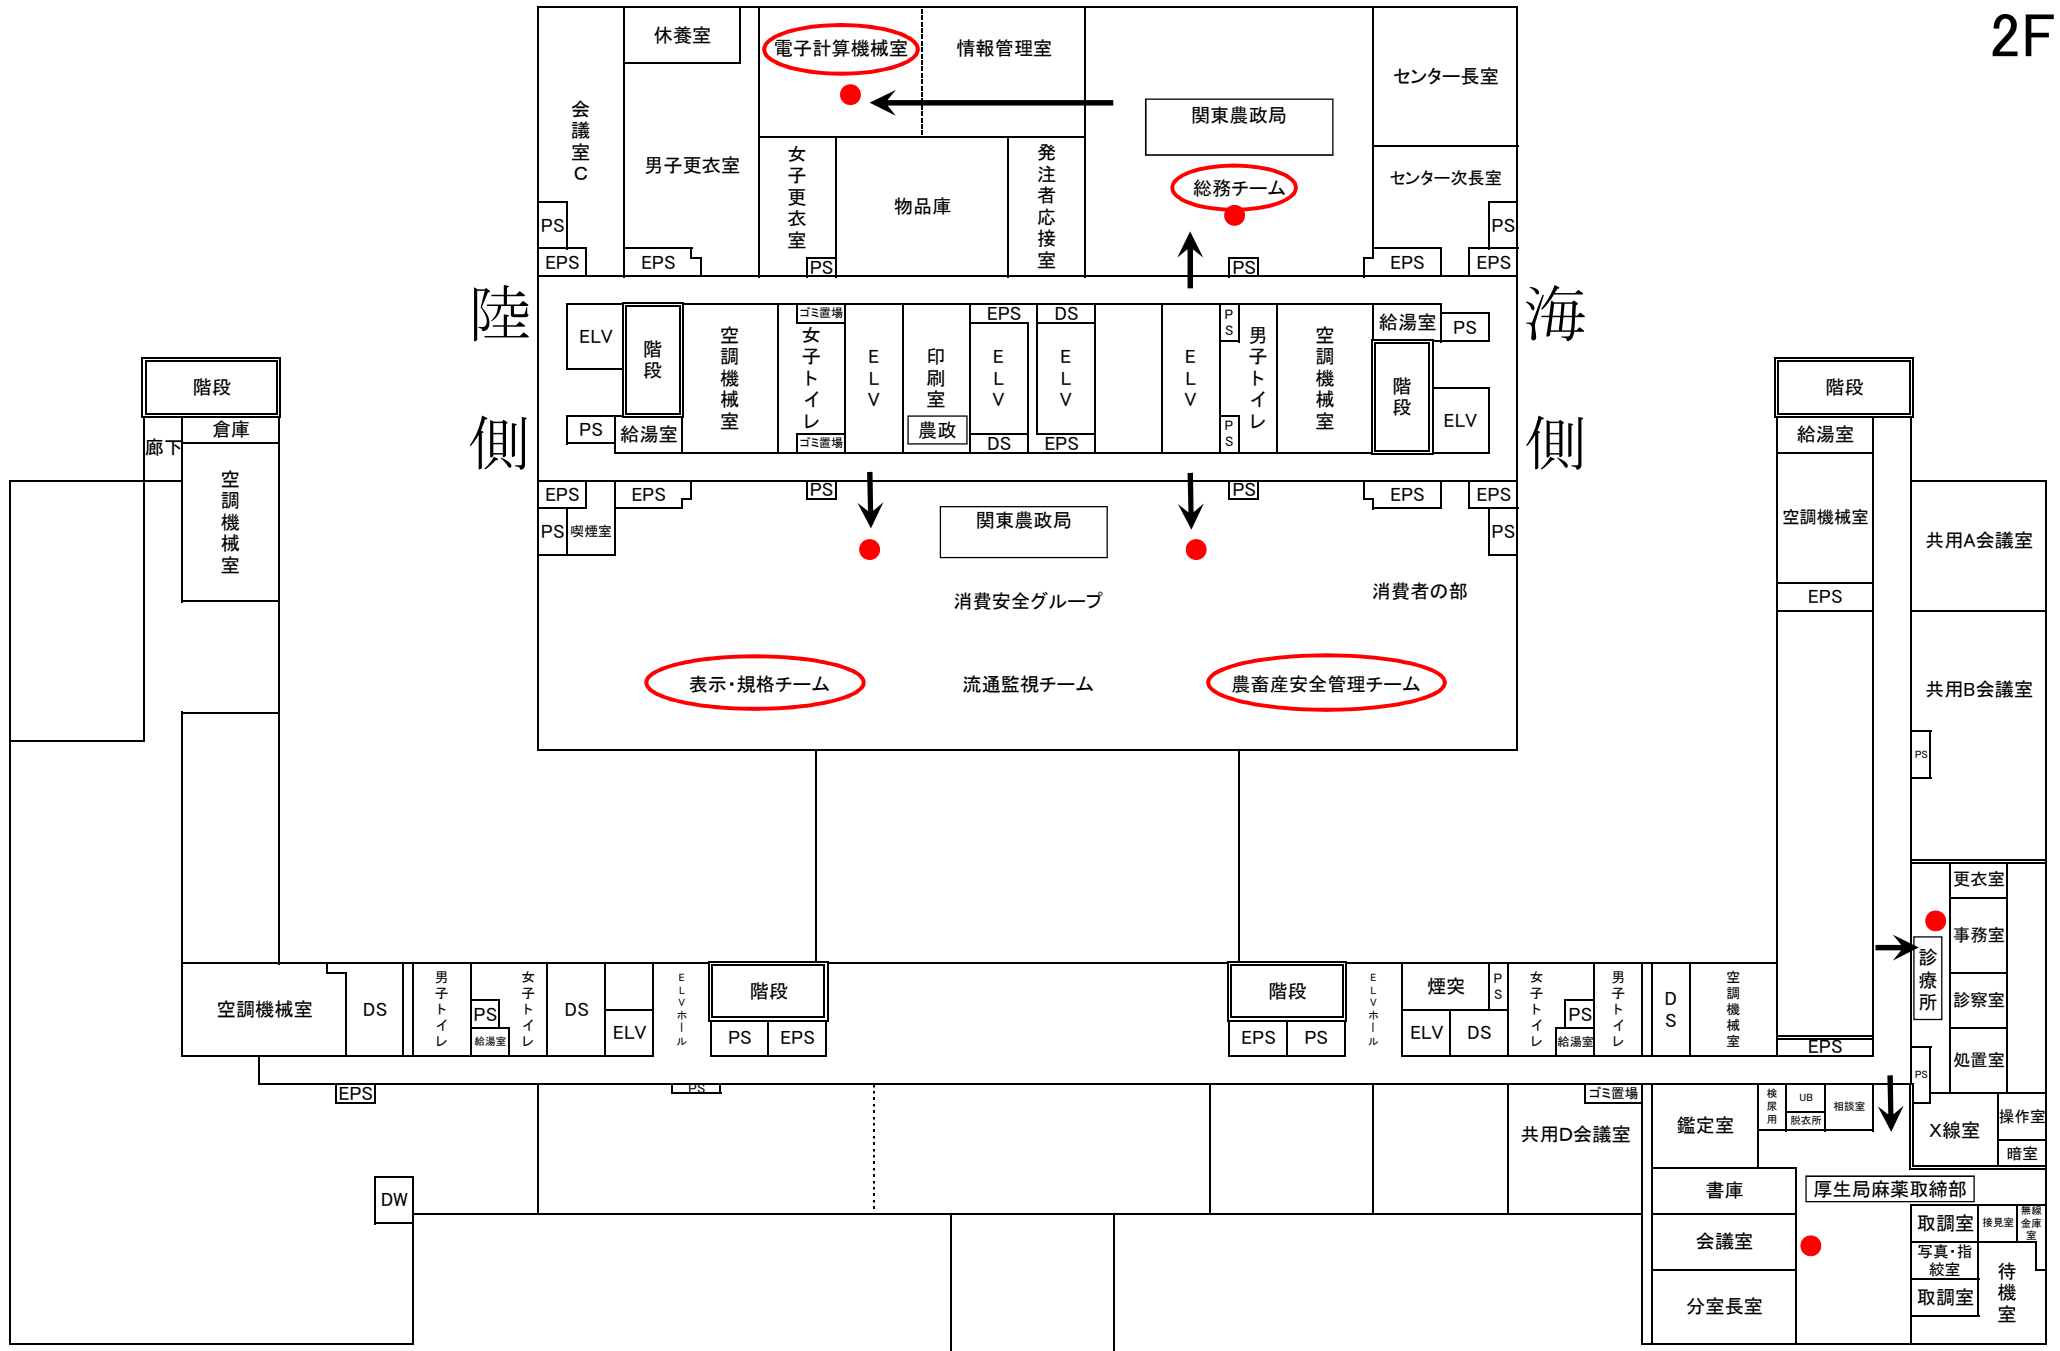 2F
休養室
電子計算機械室
情報管理室
センター長室
会議室C
関東農政局
男子更衣室
女子更衣室
物品庫
発注者応接室
総務チーム
センター次長室
PS
PS
EPS
EPS
PS
PS
EPS
EPS
陸側
海側
ELV
階段
空調機械室
ゴミ置場
女子トイレ
ゴミ置場
ELV
印刷室
農政
EPS
ELV
DS
DS
ELV
EPS
ELV
PS
男子トイレ
PS
空調機械室
給湯室
PS
階段
ELV
PS
給湯室
階段
倉庫
廊下
空調機械室
階段
給湯室
空調機械室
EPS
共用A会議室
共用B会議室
PS
EPS
EPS
PS
PS
EPS
EPS
PS
喫煙室
関東農政局
PS
消費安全グループ
消費者の部
表示・規格チーム
流通監視チーム
農畜産安全管理チーム
更衣室
事務室
診療所
診察室
処置室
PS
空調機械室
DS
男子トイレ
PS
給湯室
女子トイレ
DS
ELV
ELVホール
階段
PS
EPS
階段
EPS
PS
ELVホール
煙突
PS
ELV
DS
女子トイレ
PS
給湯室
男子トイレ
DS
空調機械室
EPS
EPS
PS
ゴミ置場
共用D会議室
鑑定室
検尿用
UB
脱衣所
相談室
X線室
操作室
暗室
DW
書庫
厚生局麻薬取締部
会議室
取調室
接見室
無線金庫室
写真・指
紋室
取調室
待機室
分室長室